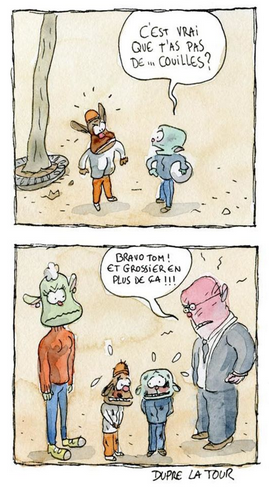 C'EST VRAI
QUE T'AS PAS
DE... COUILLES?
BRAVO TOM!
ET GROSSIER EN
PLUS DE ÇA!!!
DUPRE LA TOUR